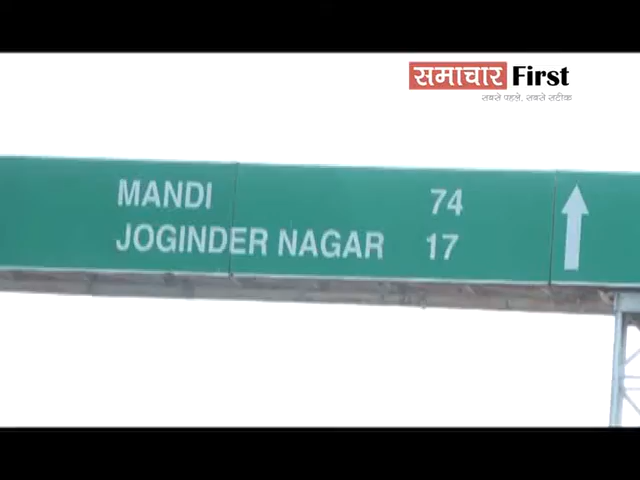 समाचार First
सबसे पहले, सबसे सटीक
MANDI 74
JOGINDER NAGAR 17